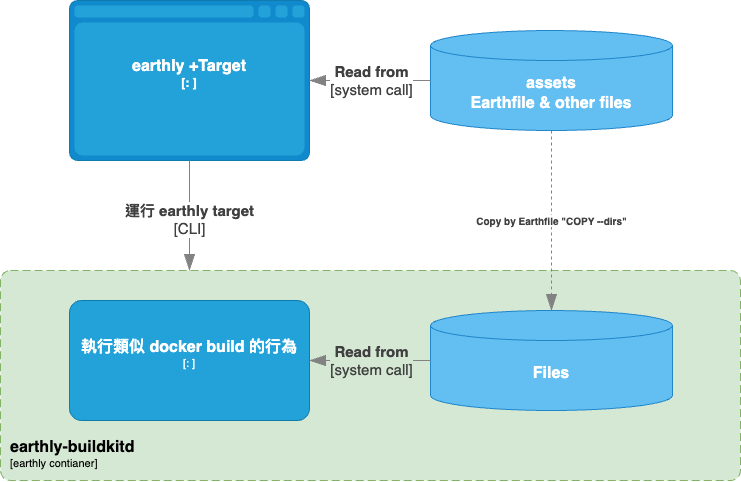 earthly +Target
[: ]
Read from
[system call]
assets
Earthfile & other files
運行 earthly target
[CLI]
Copy by Earthfile "COPY --dirs"
執行類似 docker build 的行為
[: ]
Read from
[system call]
Files
earthly-buildkitd
[earthly contianer]